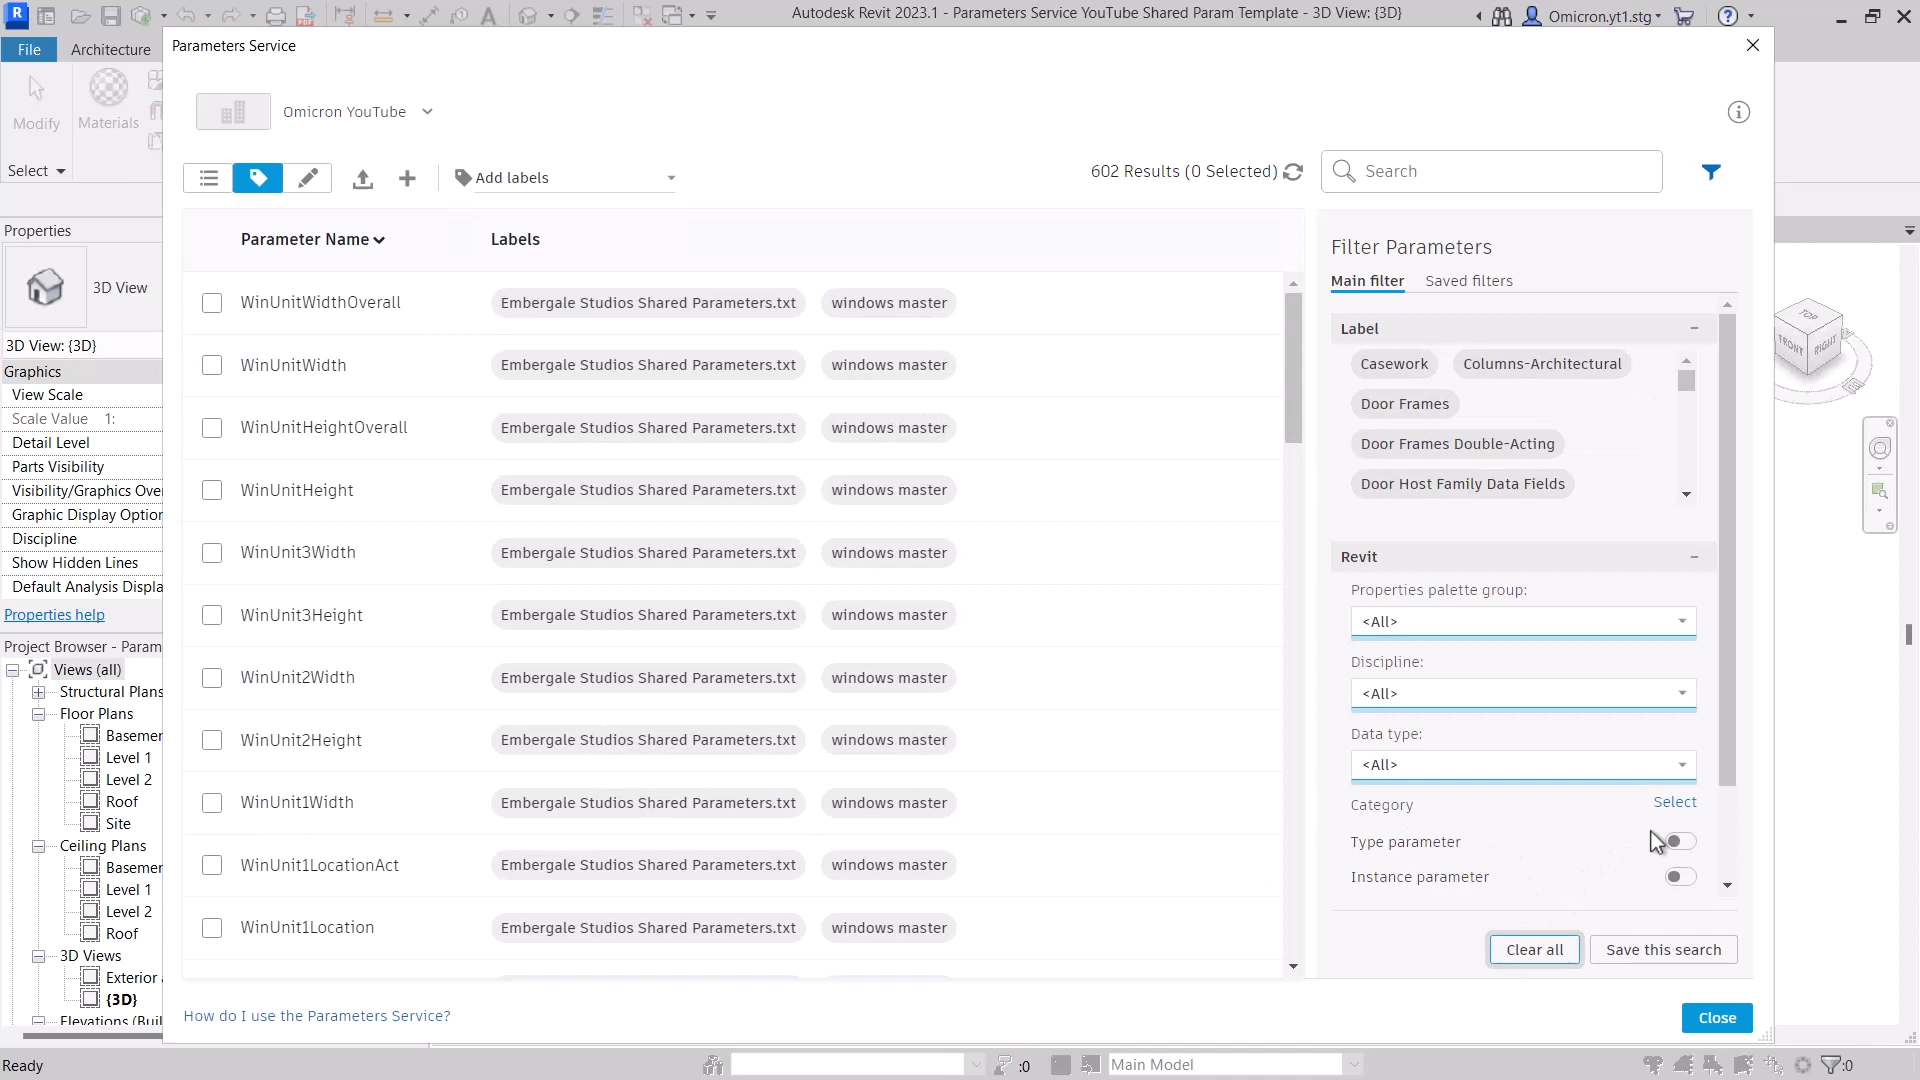 Autodesk Revit 2023.1 - Parameters Service YouTube Shared Param Template - 3D View: {3D}
Omicron.yt1.stg
File
Architecture
Modify
Materials
Select
Parameters Service
Omicron YouTube
Add labels
602 Results (0 Selected)
Search
Parameter Name
Labels
WinUnitWidthOverall
Embergale Studios Shared Parameters.txt
windows master
WinUnitWidth
Embergale Studios Shared Parameters.txt
windows master
WinUnitHeightOverall
Embergale Studios Shared Parameters.txt
windows master
WinUnitHeight
Embergale Studios Shared Parameters.txt
windows master
WinUnit3Width
Embergale Studios Shared Parameters.txt
windows master
WinUnit3Height
Embergale Studios Shared Parameters.txt
windows master
WinUnit2Width
Embergale Studios Shared Parameters.txt
windows master
WinUnit2Height
Embergale Studios Shared Parameters.txt
windows master
WinUnit1Width
Embergale Studios Shared Parameters.txt
windows master
WinUnit1LocationAct
Embergale Studios Shared Parameters.txt
windows master
WinUnit1Location
Embergale Studios Shared Parameters.txt
windows master
Filter Parameters
Main filter
Saved filters
Label
Casework
Columns-Architectural
Door Frames
Door Frames Double-Acting
Door Host Family Data Fields
Revit
Properties palette group:
<All>
Discipline:
<All>
Data type:
<All>
Category
Select
Type parameter
Instance parameter
Clear all
Save this search
How do I use the Parameters Service?
Close
Properties
3D View
3D View: {3D}
Graphics
View Scale
Scale Value 1:
Detail Level
Parts Visibility
Visibility/Graphics Ove
Graphic Display Option
Discipline
Show Hidden Lines
Default Analysis Displa
Properties help
Project Browser - Param
Views (all)
Structural Plans
Floor Plans
Basemen
Level 1
Level 2
Roof
Site
Ceiling Plans
Basemen
Level 1
Level 2
Roof
3D Views
Exterior
{3D}
Elevations (Buil
TOP
FRONT
RIGHT
Ready
:0
Main Model
:0